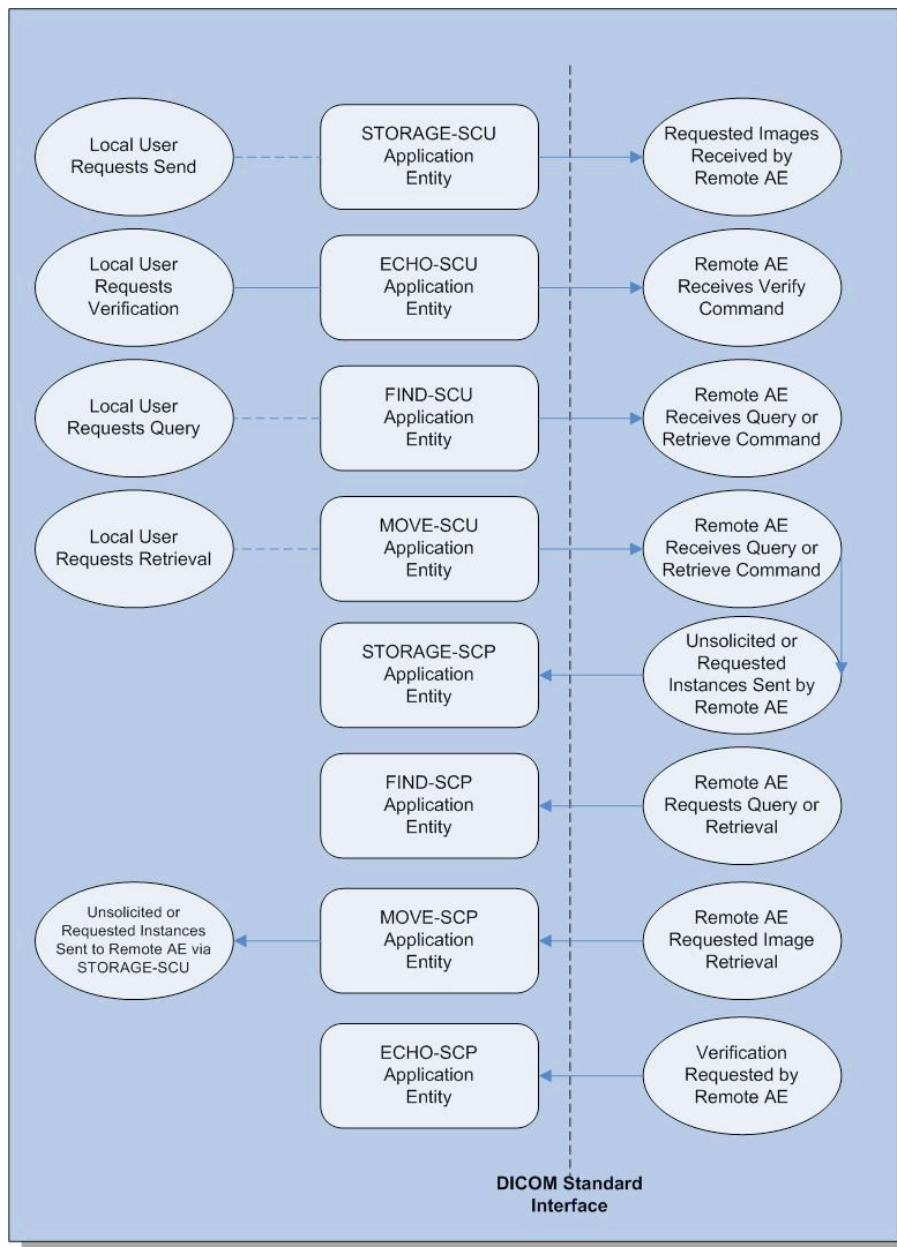 Local User
Requests Send
STORAGE-SCU
Application
Entity
Requested Images
Received by
Remote AE
Local User
Requests
Verification
ECHO-SCU
Application
Entity
Remote AE
Receives Verify
Command
Local User
Requests Query
FIND-SCU
Application
Entity
Remote AE
Receives Query or
Retrieve Command
Local User
Requests Retrieval
MOVE-SCU
Application
Entity
Remote AE
Receives Query or
Retrieve Command
STORAGE-SCP
Application
Entity
Unsolicited or
Requested
Instances Sent by
Remote AE
FIND-SCP
Application
Entity
Remote AE
Requests Query or
Retrieval
Unsolicited or
Requested Instances
Sent to Remote AE via
STORAGE-SCU
MOVE-SCP
Application
Entity
Remote AE
Requested Image
Retrieval
ECHO-SCP
Application
Entity
Verification
Requested by
Remote AE
DICOM Standard
Interface